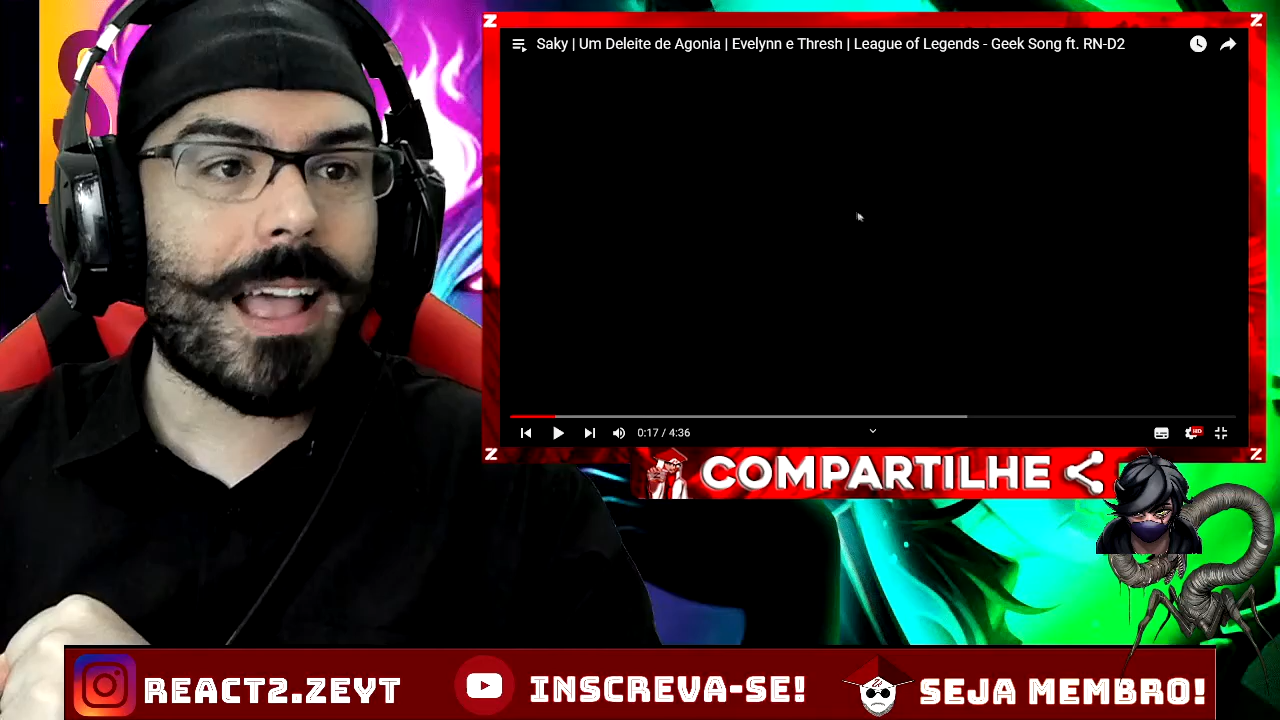 Saky | Um Deleite de Agonia | Evelynn e Thresh | League of Legends - Geek Song ft. RN-D2
0:17 / 4:36
HD
COMPARTILHE
REACT2.ZEYT
INSCREVA-SE!
SEJA MEMBRO!